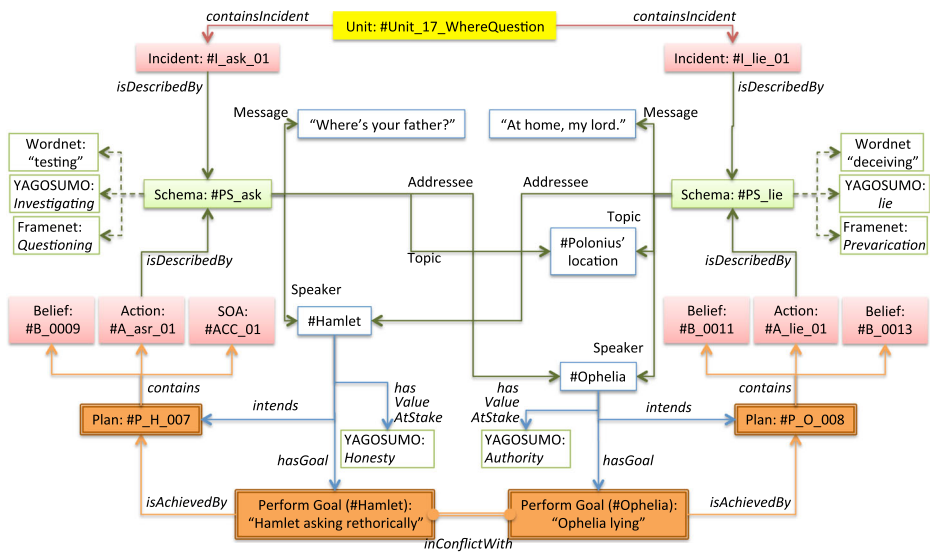 containsIncident
Unit: #Unit_17_WhereQuestion
containsIncident
Incident: #I_ask_01
Incident: #I_lie_01
isDescribedBy
isDescribedBy
Message
“Where’s your father?”
“At home, my lord.”
Message
Wordnet:
“testing”
YAGOSUMO:
Investigating
Framenet:
Questioning
Schema: #PS_ask
Addressee
Addressee
Schema: #PS_lie
Wordnet
“deceiving”
YAGOSUMO:
lie
Framenet:
Prevarication
Topic
#Polonius’
location
Topic
isDescribedBy
isDescribedBy
Speaker
#Hamlet
Belief:
#B_0009
Action:
#A_asr_01
SOA:
#ACC_01
Belief:
#B_0011
Action:
#A_lie_01
Belief:
#B_0013
Speaker
#Ophelia
contains
has
Value
AtStake
has
Value
AtStake
contains
Plan: #P_H_007
intends
intends
Plan: #P_O_008
YAGOSUMO:
Honesty
YAGOSUMO:
Authority
hasGoal
hasGoal
isAchievedBy
Perform Goal (#Hamlet):
“Hamlet asking rethorically”
Perform Goal (#Ophelia):
“Ophelia lying”
isAchievedBy
inConflictWith